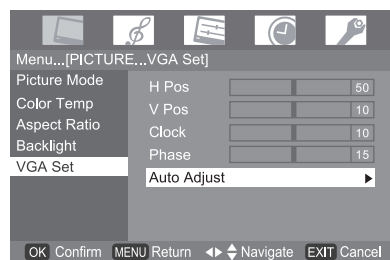 Menu...[PICTURE...VGA Set]
Picture Mode
Color Temp
Aspect Ratio
Backlight
VGA Set
H Pos 50
V Pos 10
Clock 10
Phase 15
Auto Adjust
OK Confirm MENU Return Navigate EXIT Cancel